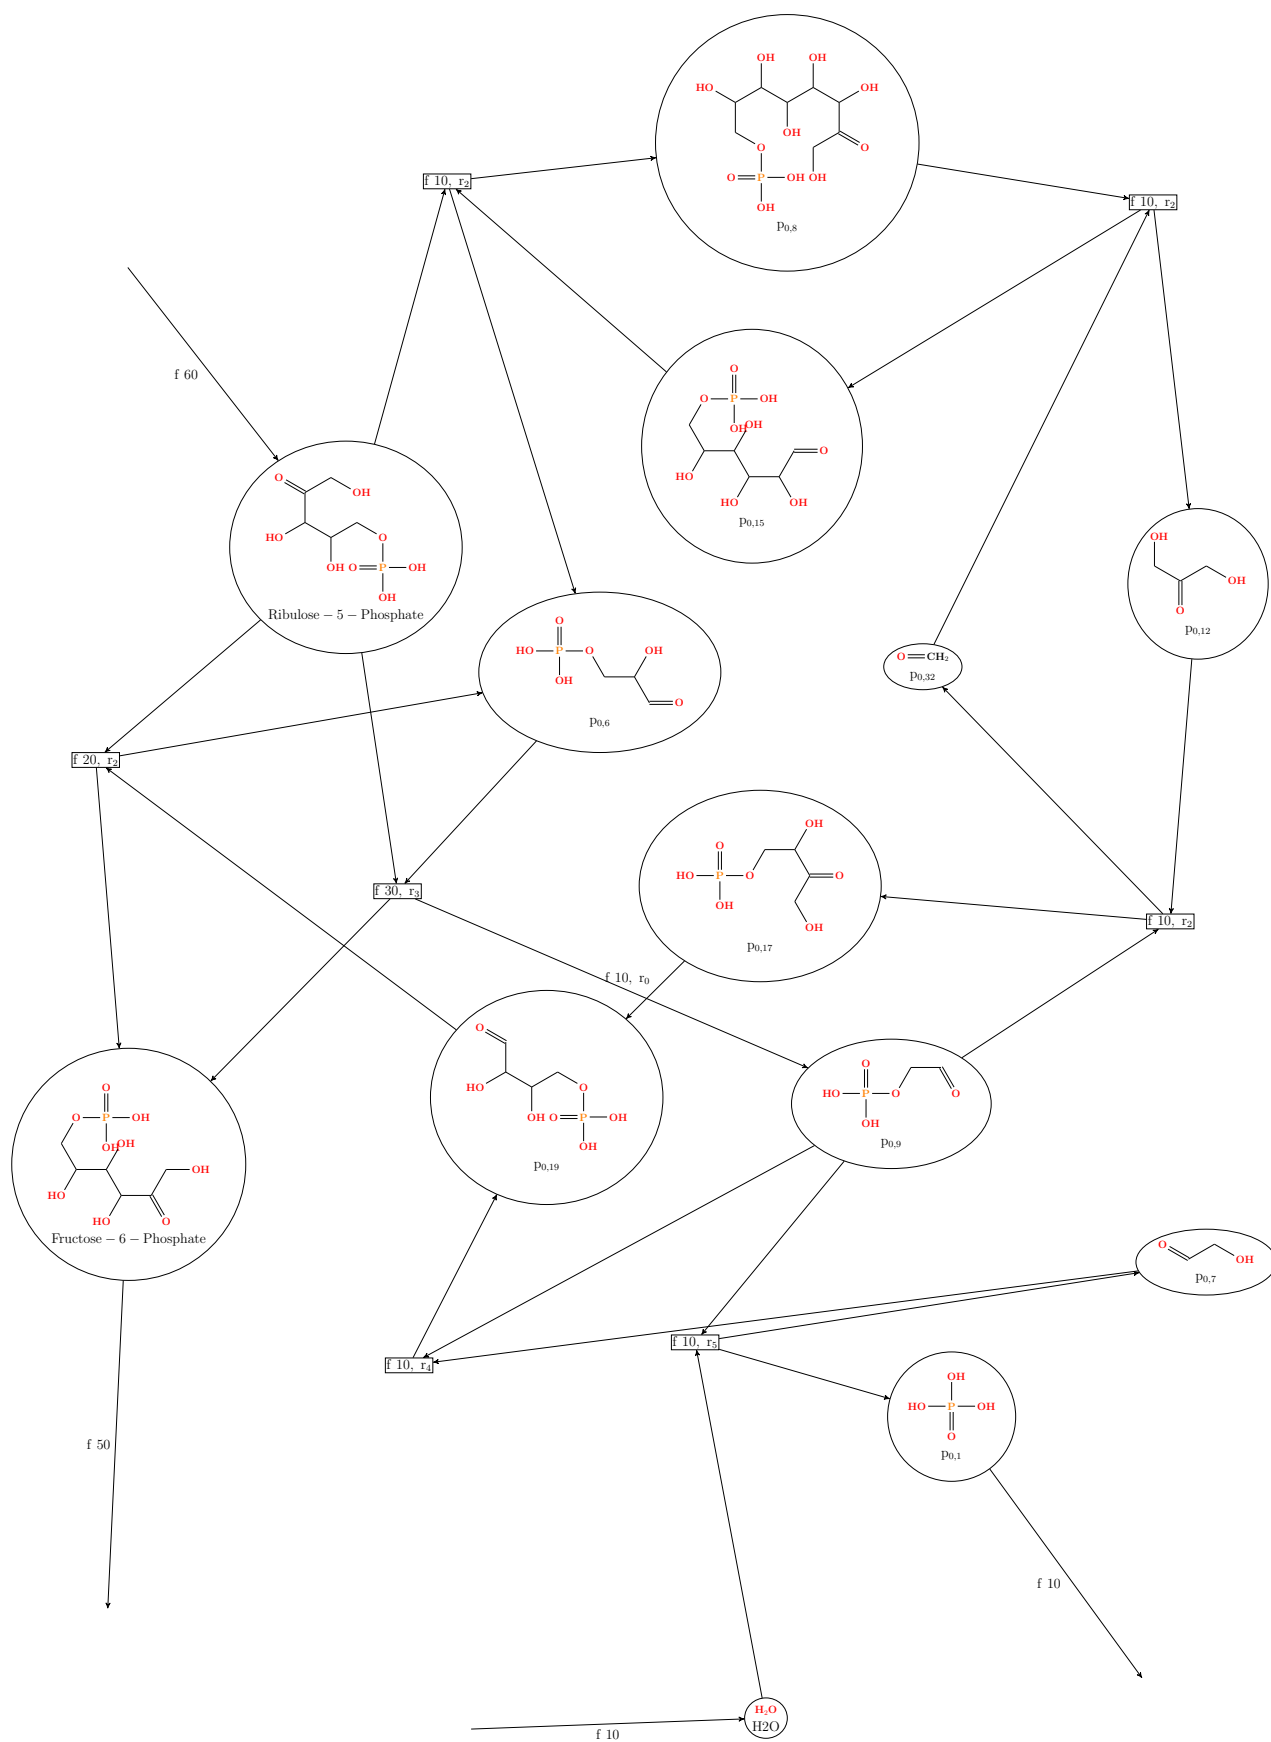 OH OH
HO OH
OH O
O
O P OH OH
OH
p0,8
f 10, r2
f 10, r2
f 60
O
O P OH
OH OH
O
HO
HO OH
p0,15
O
OH
HO
O
OH O P OH
OH
Ribulose – 5 – Phosphate
OH
OH
O
p0,12
O
HO P O OH
OH
O
p0,6
O CH2
p0,32
f 20, r2
OH
O
HO P O O
OH
OH
p0,17
f 30, r3
f 10, r2
f 10, r0
O
HO
O
OH O P OH
OH
p0,19
O
HO P O O
OH
p0,9
O
O P OH
OH OH
OH
HO
HO O
Fructose – 6 – Phosphate
O
OH
p0,7
f 10, r5
f 10, r4
OH
HO P OH
O
p0,1
f 50
f 10
H2O
H2O
f 10